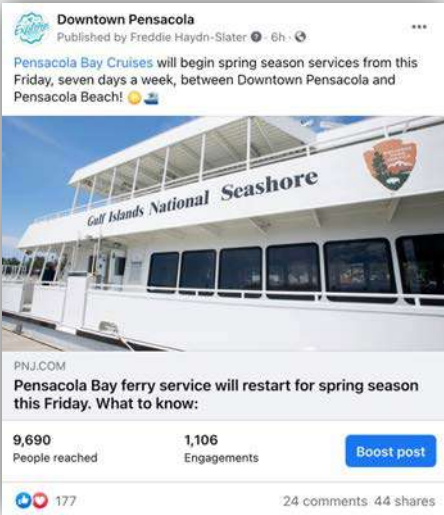 Downtown Pensacola
Published by Freddie Haydn-Slater · 6h ·
Pensacola Bay Cruises will begin spring season services from this
Friday, seven days a week, between Downtown Pensacola and
Pensacola Beach!
Gulf Islands National Seashore
PNJ.COM
Pensacola Bay ferry service will restart for spring season
this Friday. What to know:
9,690
People reached
1,106
Engagements
Boost post
177
24 comments 44 shares